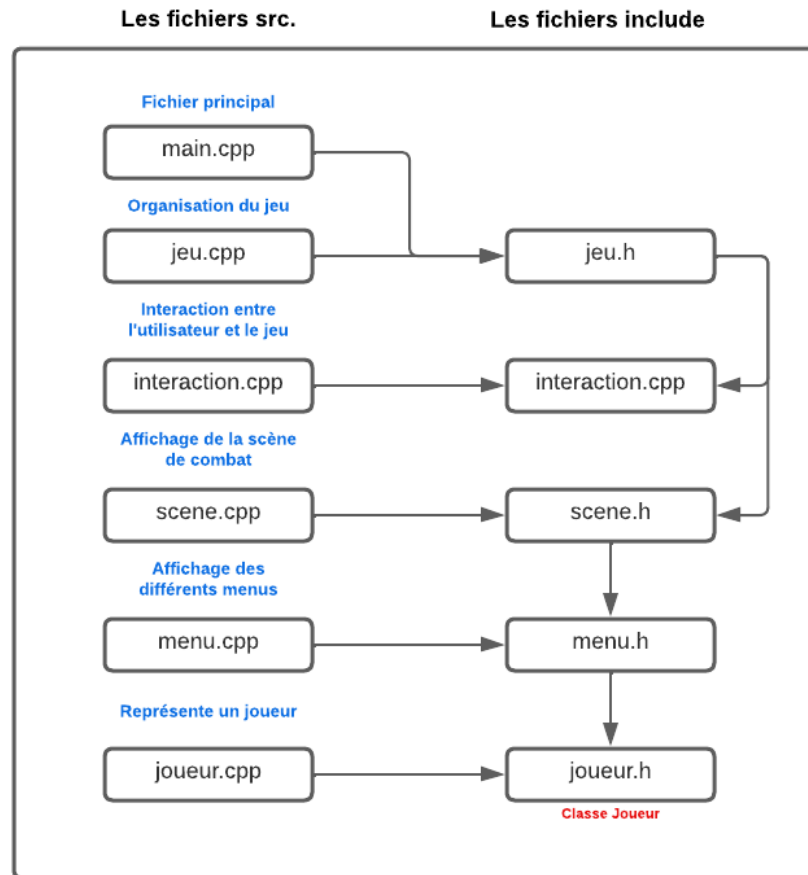 Les fichiers src.
Les fichiers include
Fichier principal
main.cpp
Organisation du jeu
jeu.cpp
jeu.h
Interaction entre
l'utilisateur et le jeu
interaction.cpp
interaction.cpp
Affichage de la scène
de combat
scene.cpp
scene.h
Affichage des
différents menus
menu.cpp
menu.h
Représente un joueur
joueur.cpp
joueur.h
Classe Joueur